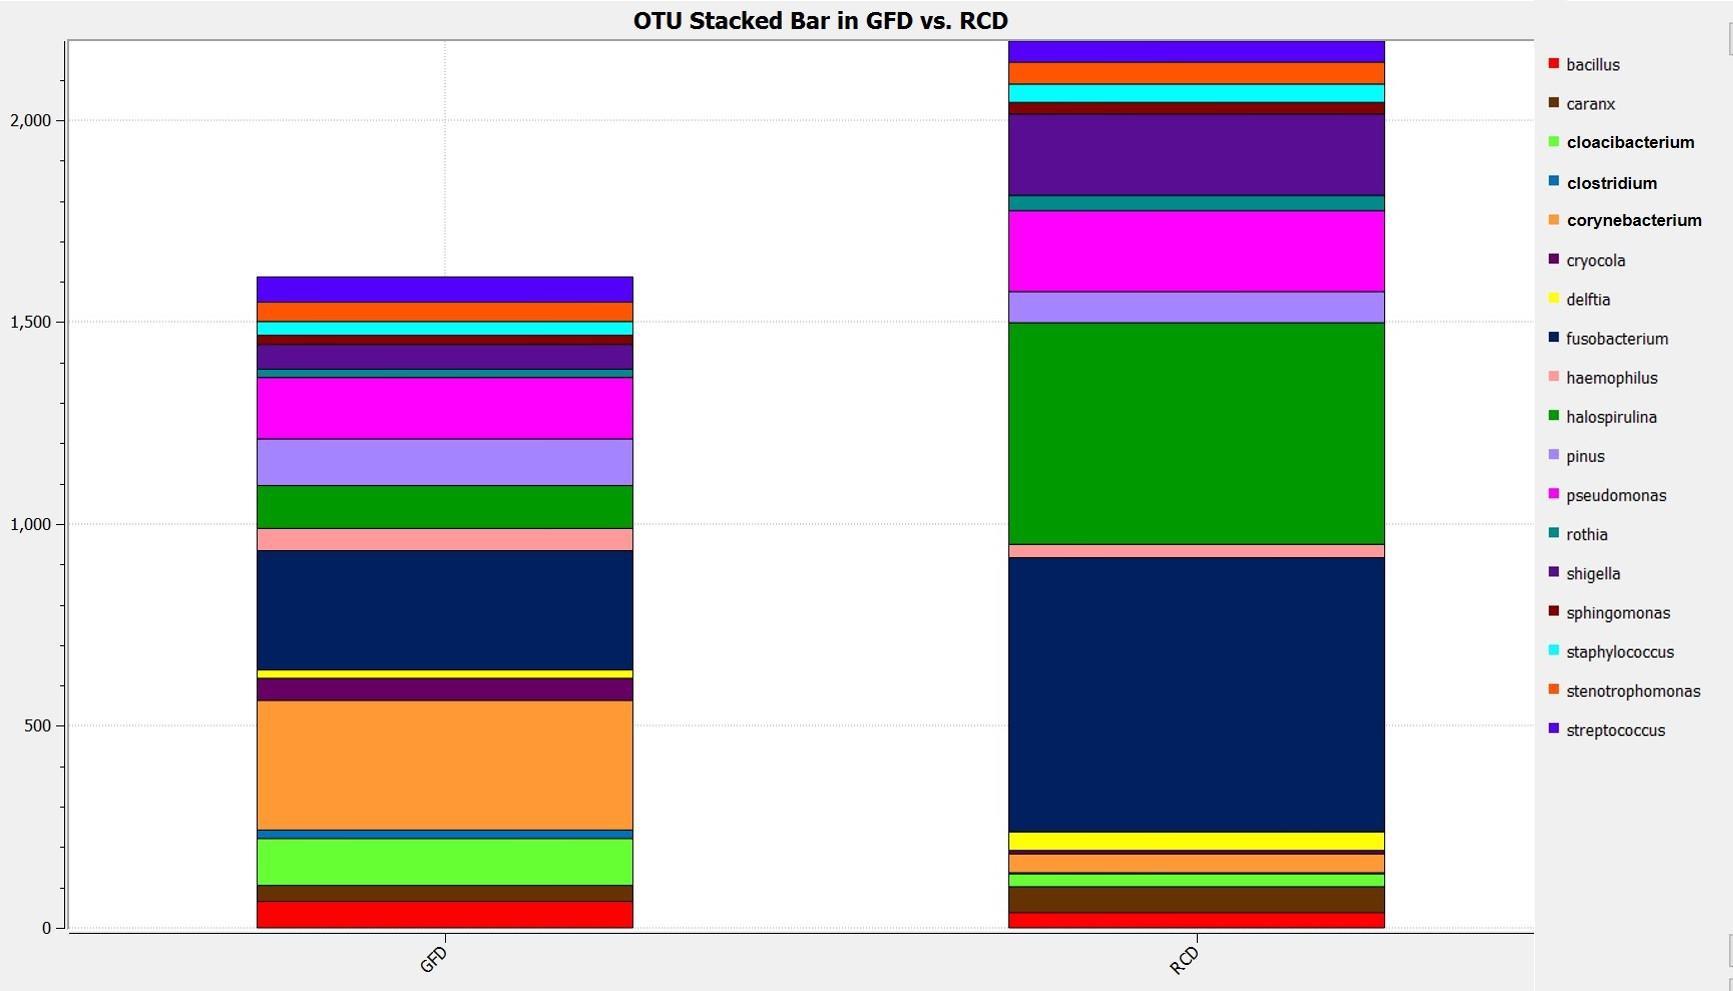 OTU Stacked Bar in GFD vs. RCD
2,000
1,500
1,000
500
0
GFD
RCD
bacillus
caranx
cloacibacterium
clostridium
corynebacterium
cryocola
delftia
fusobacterium
haemophilus
halospirulina
pinus
pseudomonas
rothia
shigella
sphingomonas
staphylococcus
stenotrophomonas
streptococcus